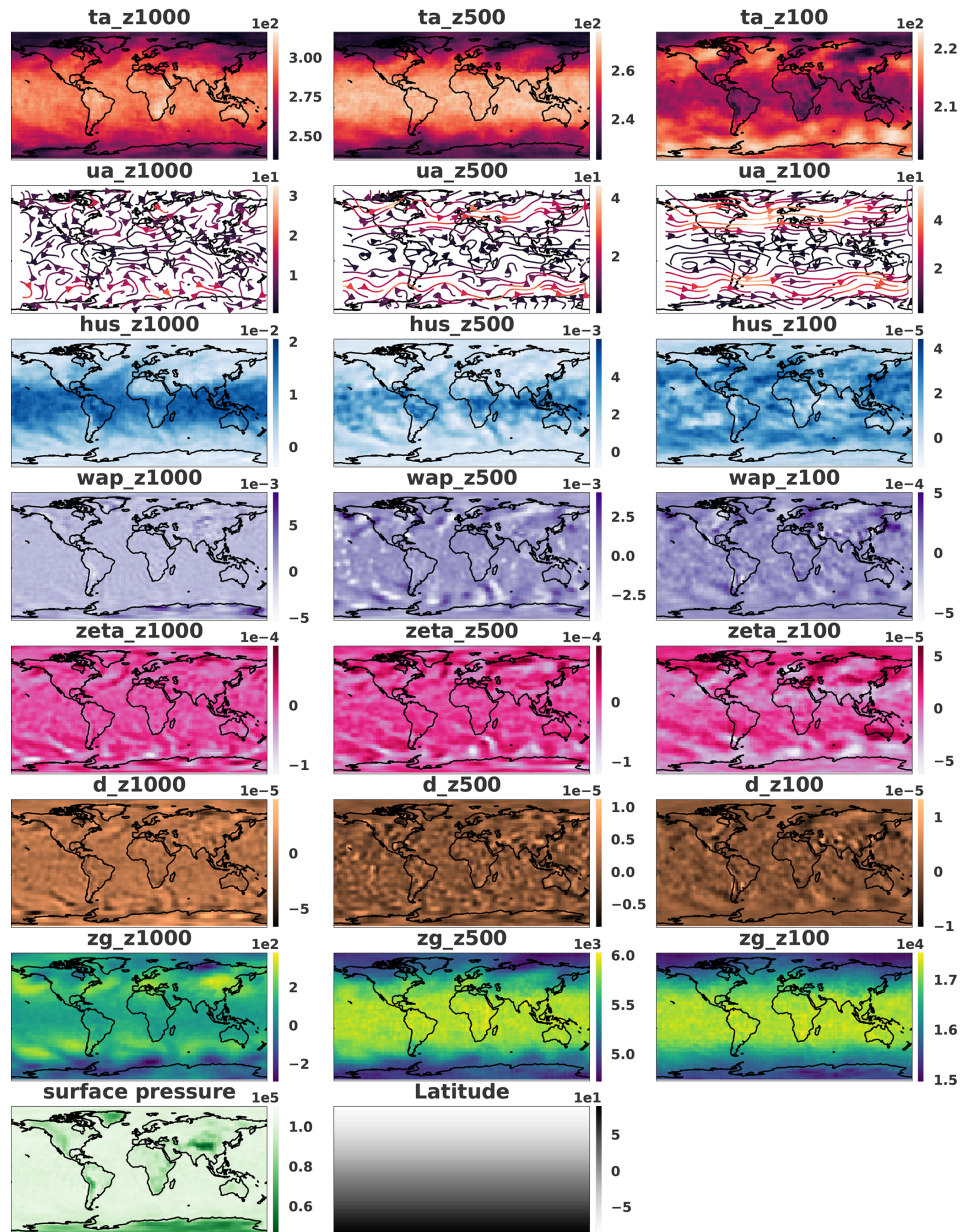 ta_z1000
ta_z500
ta_z100
1e2
3.00
2.75
2.50
1e2
2.6
2.4
1e2
2.2
2.1
ua_z1000
ua_z500
ua_z100
1e1
3
2
1
1e1
4
2
1e1
4
2
hus_z1000
hus_z500
hus_z100
1e-2
2
1
0
1e-3
6
4
2
0
1e-5
4
2
0
wap_z1000
wap_z500
wap_z100
1e-3
5
0
−5
1e-3
2.5
0.0
−2.5
1e-4
5
0
−5
zeta_z1000
zeta_z500
zeta_z100
1e-4
0
−1
1e-4
0
−1
1e-5
5
0
−5
d_z1000
d_z500
d_z100
1e-5
0
−5
1e-5
1.0
0.5
0.0
−0.5
1e-5
1
0
−1
zg_z1000
zg_z500
zg_z100
1e2
2
0
−2
1e3
6.0
5.5
5.0
1e4
1.7
1.6
1.5
surface pressure
Latitude
1e5
1.0
0.8
0.6
1e1
5
0
−5